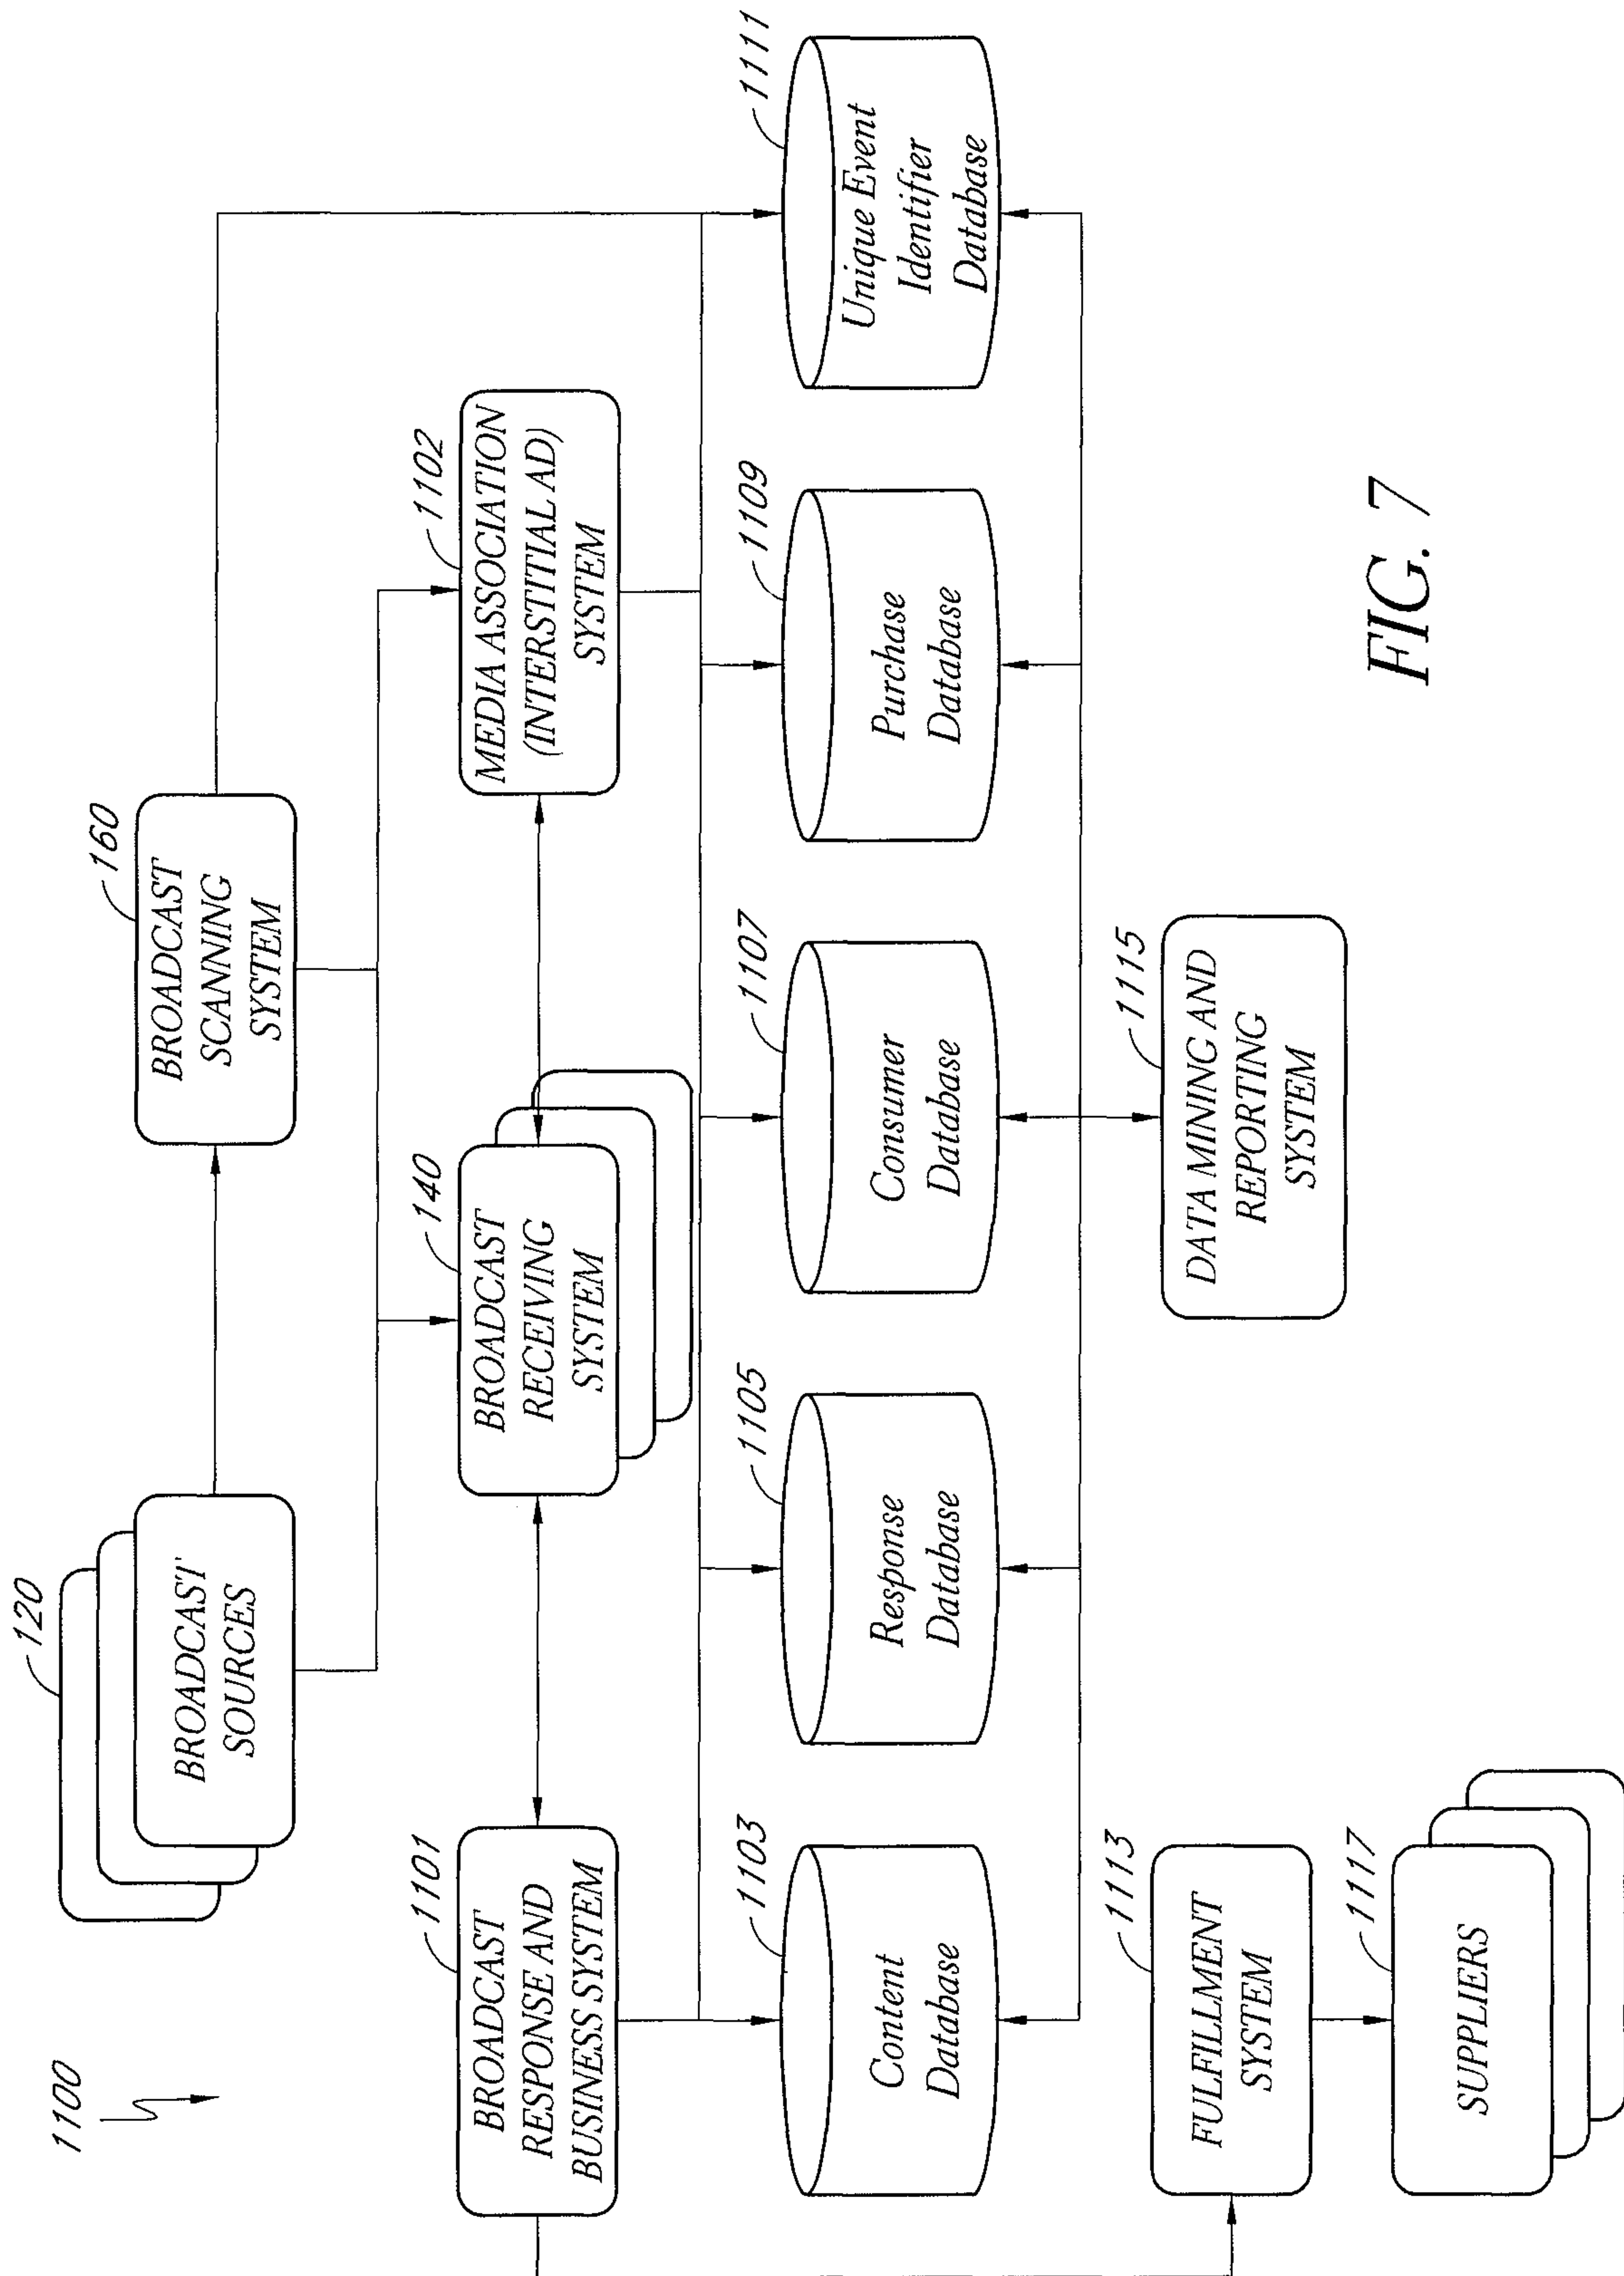 1100
120
BROADCAST
SOURCES
160
BROADCAST
SCANNING
SYSTEM
1101
BROADCAST
RESPONSE AND
BUSINESS SYSTEM
140
BROADCAST
RECEIVING
SYSTEM
1102
MEDIA ASSOCIATION
(INTERSTITIAL AD)
SYSTEM
1103
Content
Database
1105
Response
Database
1107
Consumer
Database
1109
Purchase
Database
1111
Unique Event
Identifier
Database
1113
FULFILLMENT
SYSTEM
1115
DATA MINING AND
REPORTING
SYSTEM
1117
SUPPLIERS
FIG. 7